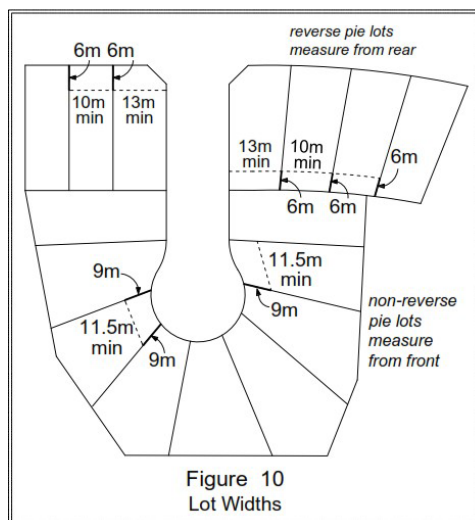 6m 6m
reverse pie lots
measure from rear
10m
min
13m
min
13m
min
10m
min
6m
6m
6m
11.5m
min
9m
9m
11.5m
min
9m
non-reverse
pie lots
measure
from front
Figure 10
Lot Widths